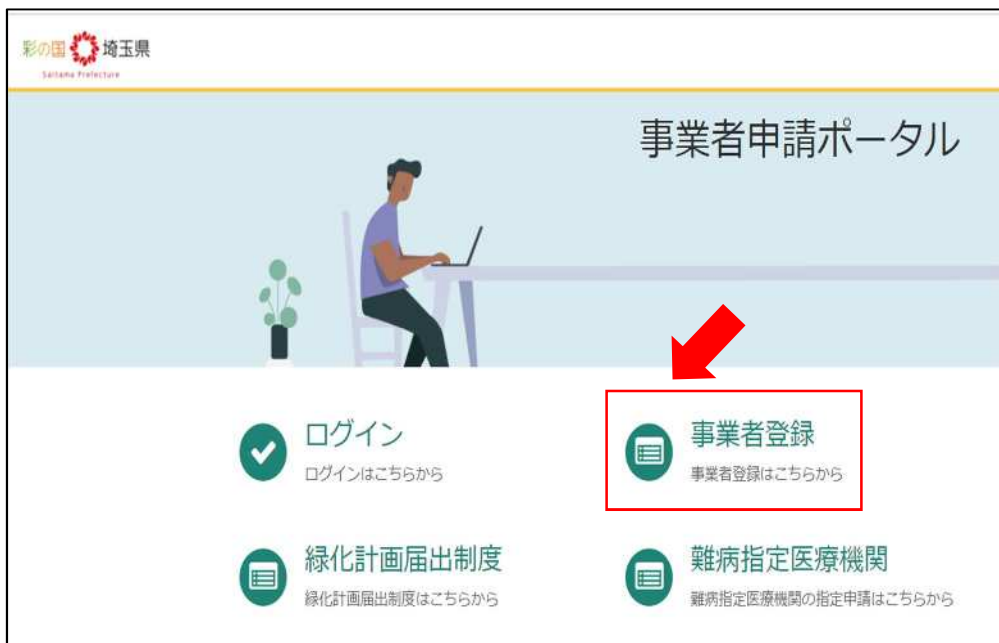 彩の国 埼玉県
Saitama Prefecture
事業者申請ポータル
ログイン
ログインはこちらから
事業者登録
事業者登録はこちらから
緑化計画届出制度
緑化計画届出制度はこちらから
難病指定医療機関
難病指定医療機関の指定申請はこちらから